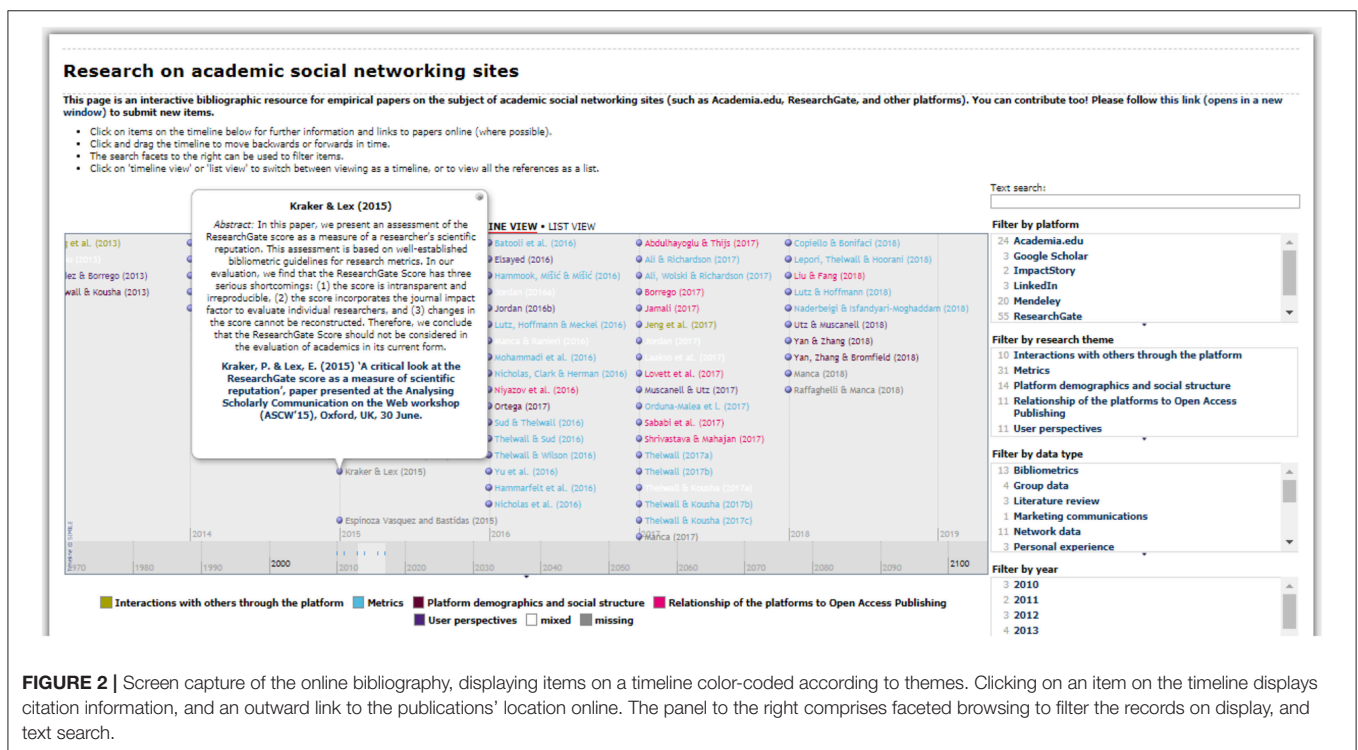 Research on academic social networking sites
This page is an interactive bibliographic resource for empirical papers on the subject of academic social networking sites (such as Academia.edu, ResearchGate, and other platforms). You can contribute too! Please follow this link (opens in a new
window) to submit new items.
• Click on items on the timeline below for further information and links to papers online (where possible).
• Click and drag the timeline to move backwards or forwards in time.
• The search facets to the right can be used to filter items.
• Click on 'timeline view' or 'list view' to switch between viewing as a timeline, or to view all the references as a list.
Kraker & Lex (2015)
Abstract: In this paper, we present an assessment of the
ResearchGate score as a measure of a researcher's scientific
reputation. This assessment is based on well-established
bibliometric guidelines for research metrics. In our
evaluation, we find that the ResearchGate Score has three
serious shortcomings: (1) the score is intransparent and
irreproducible, (2) the score incorporates the journal impact
factor to evaluate individual researchers, and (3) changes in
the score cannot be reconstructed. Therefore, we conclude
that the ResearchGate Score should not be considered in
the evaluation of academics in its current form.
Kraker, P. & Lex, E. (2015) 'A critical look at the
ResearchGate score as a measure of scientific
reputation', paper presented at the Analysing
Scholarly Communication on the Web workshop
(ASCW'15), Oxford, UK, 30 June.
INE VIEW • LIST VIEW
et al. (2013)
(2013)
ez & Borrego (2013)
wall & Kousha (2013)
Kraker & Lex (2015)
Espinoza Vasquez and Bastidas (2015)
Batooli et al. (2016)
Elsayed (2016)
Hammook, Mišić & Mišić (2016)
Jordan (2016a)
Jordan (2016b)
Lutz, Hoffmann & Meckel (2016)
Manca & Ranieri (2016)
Mohammadi et al. (2016)
Nicholas, Clark & Herman (2016)
Niyazov et al. (2016)
Ortega (2017)
Sud & Thelwall (2016)
Thelwall & Sud (2016)
Thelwall & Wilson (2016)
Yu et al. (2016)
Hammarfelt et al. (2016)
Nicholas et al. (2016)
Abdulhayoglu & Thijs (2017)
Ali & Richardson (2017)
Ali, Wolski & Richardson (2017)
Borrego (2017)
Jamali (2017)
Jeng et al. (2017)
Jordan (2017)
et al. (2017)
Lovett et al. (2017)
Muscanell & Utz (2017)
Orduna-Malea et l. (2017)
Sababi et al. (2017)
Shrivastava & Mahajan (2017)
Thelwall (2017a)
Thelwall (2017b)
Thelwall & Kousha (2017a)
Thelwall & Kousha (2017b)
Thelwall & Kousha (2017c)
Manca (2017)
Copiello & Bonifaci (2018)
Lepori, Thelwall & Hoorani (2018)
Liu & Fang (2018)
Lutz & Hoffmann (2018)
Naderbeigi & Isfandyari-Moghaddam (2018)
Utz & Muscanell (2018)
Yan & Zhang (2018)
Yan, Zhang & Bromfield (2018)
Manca (2018)
Raffaghelli & Manca (2018)
2014 2015 2016 2017 2018 2019
1970 1980 1990 2000 2010 2020 2030 2040 2050 2060 2070 2080 2090 2100
Timeline © SIMILE
Interactions with others through the platform Metrics Platform demographics and social structure Relationship of the platforms to Open Access Publishing
User perspectives mixed missing
Text search:
Filter by platform
24 Academia.edu
3 Google Scholar
2 ImpactStory
3 LinkedIn
20 Mendeley
55 ResearchGate
Filter by research theme
10 Interactions with others through the platform
31 Metrics
14 Platform demographics and social structure
11 Relationship of the platforms to Open Access
Publishing
11 User perspectives
Filter by data type
13 Bibliometrics
4 Group data
3 Literature review
1 Marketing communications
11 Network data
3 Personal experience
Filter by year
3 2010
2 2011
3 2012
4 2013
FIGURE 2 | Screen capture of the online bibliography, displaying items on a timeline color-coded according to themes. Clicking on an item on the timeline displays
citation information, and an outward link to the publications' location online. The panel to the right comprises faceted browsing to filter the records on display, and
text search.